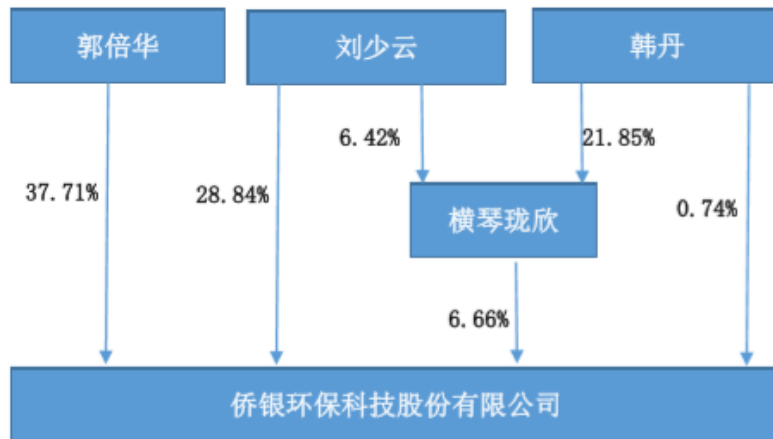 郭倍华
刘少云
韩丹
6.42%
21.85%
37.71%
28.84%
0.74%
横琴珑欣
6.66%
侨银环保科技股份有限公司